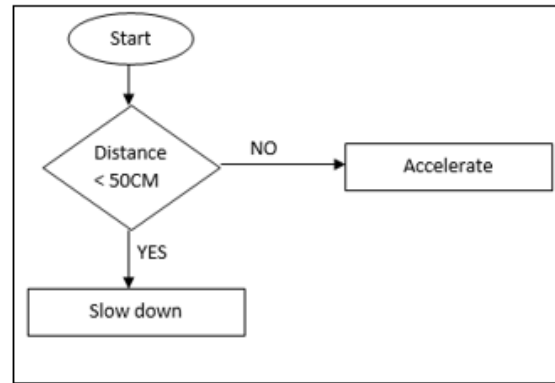 Start
Distance
< 50CM
NO
Accelerate
YES
Slow down